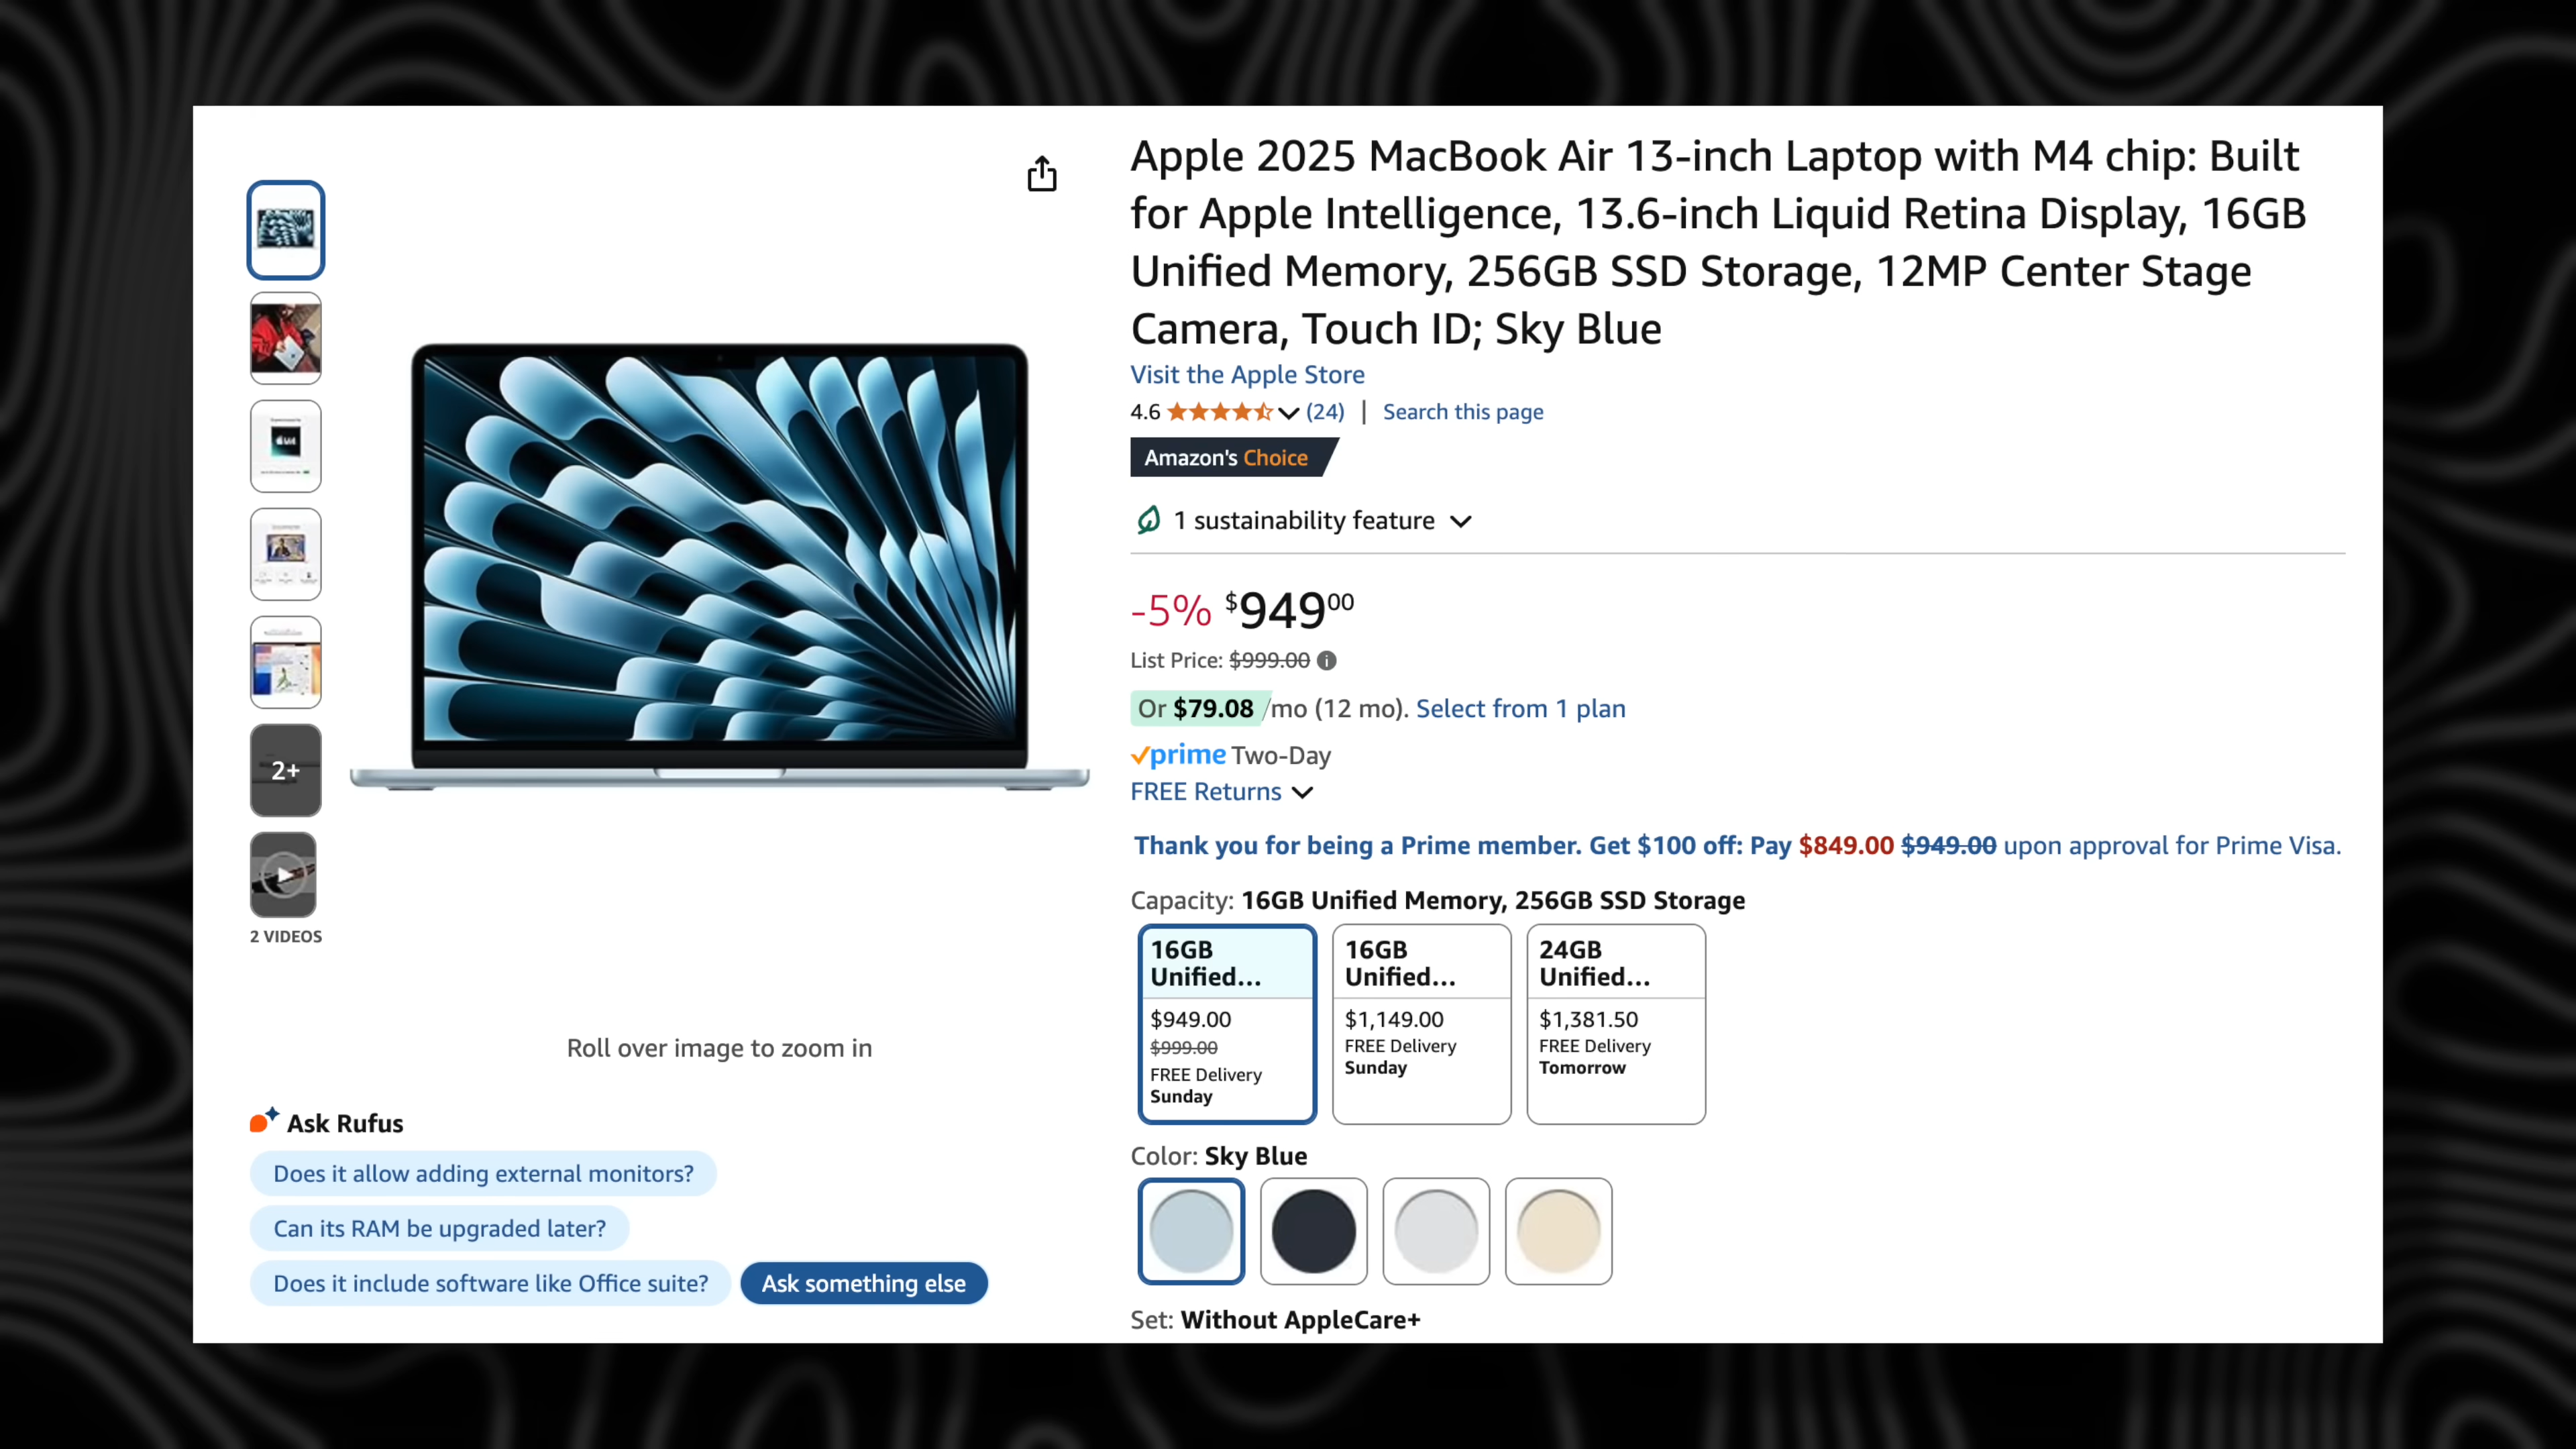 Apple 2025 MacBook Air 13-inch Laptop with M4 chip: Built
for Apple Intelligence, 13.6-inch Liquid Retina Display, 16GB
Unified Memory, 256GB SSD Storage, 12MP Center Stage
Camera, Touch ID; Sky Blue
Visit the Apple Store
4.6 (24) | Search this page
Amazon's Choice
1 sustainability feature
-5% $94900
List Price: $999.00
Or $79.08 /mo (12 mo). Select from 1 plan
prime Two-Day
FREE Returns
Thank you for being a Prime member. Get $100 off: Pay $849.00 $949.00 upon approval for Prime Visa.
Capacity: 16GB Unified Memory, 256GB SSD Storage
16GB
Unified...
$949.00
$999.00
FREE Delivery
Sunday
16GB
Unified...
$1,149.00
FREE Delivery
Sunday
24GB
Unified...
$1,381.50
FREE Delivery
Tomorrow
Color: Sky Blue
Set: Without AppleCare+
2+
2 VIDEOS
Roll over image to zoom in
Ask Rufus
Does it allow adding external monitors?
Can its RAM be upgraded later?
Does it include software like Office suite?
Ask something else